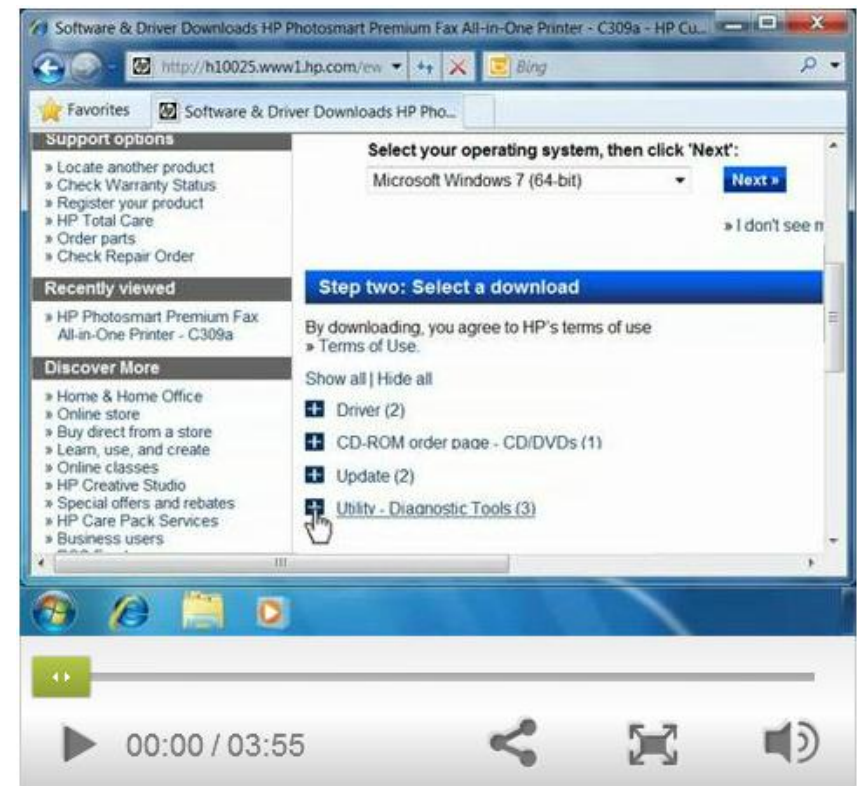 Software & Driver Downloads HP Photosmart Premium Fax All-in-One Printer - C309a - HP Cu...
http://h10025.www1.hp.com/ew
Bing
Favorites
Software & Driver Downloads HP Pho...
Support options
» Locate another product
» Check Warranty Status
» Register your product
» HP Total Care
» Order parts
» Check Repair Order
Recently viewed
» HP Photosmart Premium Fax
All-in-One Printer - C309a
Discover More
» Home & Home Office
» Online store
» Buy direct from a store
» Learn, use, and create
» Online classes
» HP Creative Studio
» Special offers and rebates
» HP Care Pack Services
» Business users
Select your operating system, then click 'Next':
Microsoft Windows 7 (64-bit)
Next »
» I don't see m
Step two: Select a download
By downloading, you agree to HP's terms of use
» Terms of Use.
Show all | Hide all
Driver (2)
CD-ROM order page - CD/DVDs (1)
Update (2)
Utility - Diagnostic Tools (3)
00:00 / 03:55